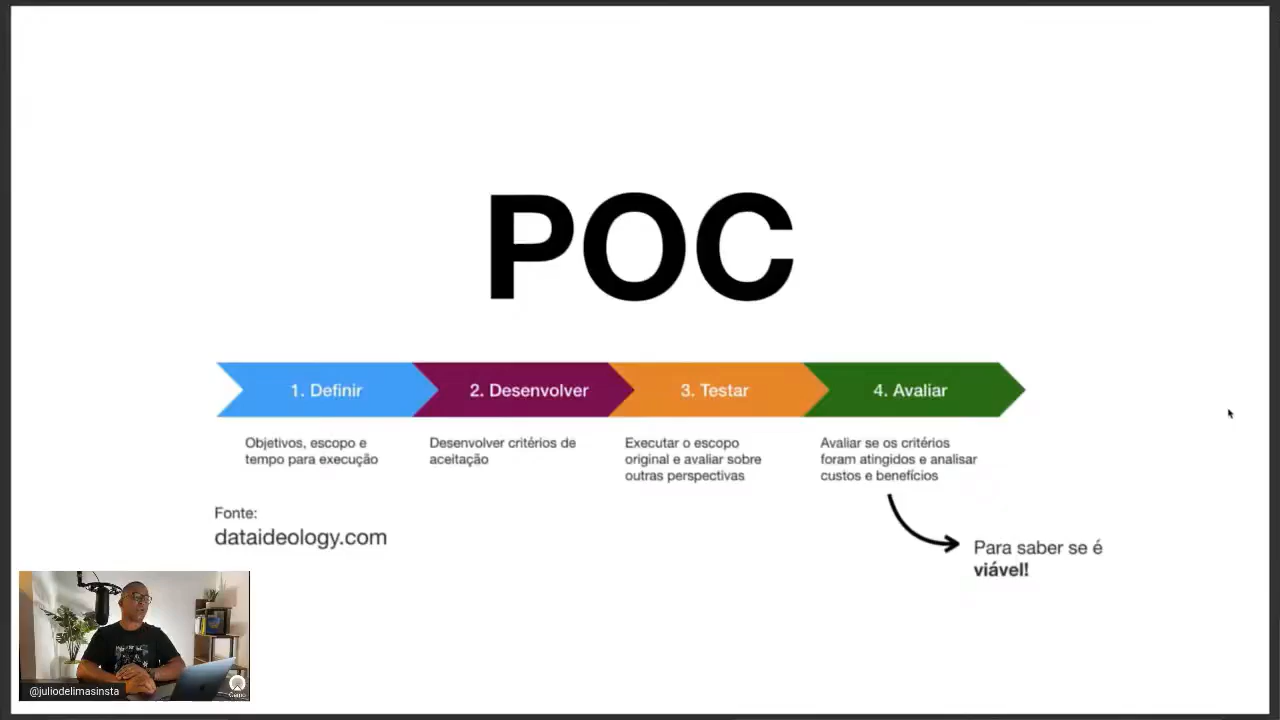 POC
1. Definir
2. Desenvolver
3. Testar
4. Avaliar
Objetivos, escopo e
tempo para execução
Desenvolver critérios de
aceitação
Executar o escopo
original e avaliar sobre
outras perspectivas
Avaliar se os critérios
foram atingidos e analisar
custos e benefícios
Fonte:
dataideology.com
Para saber se é
viável!
@juliodelimasinsta
Camo